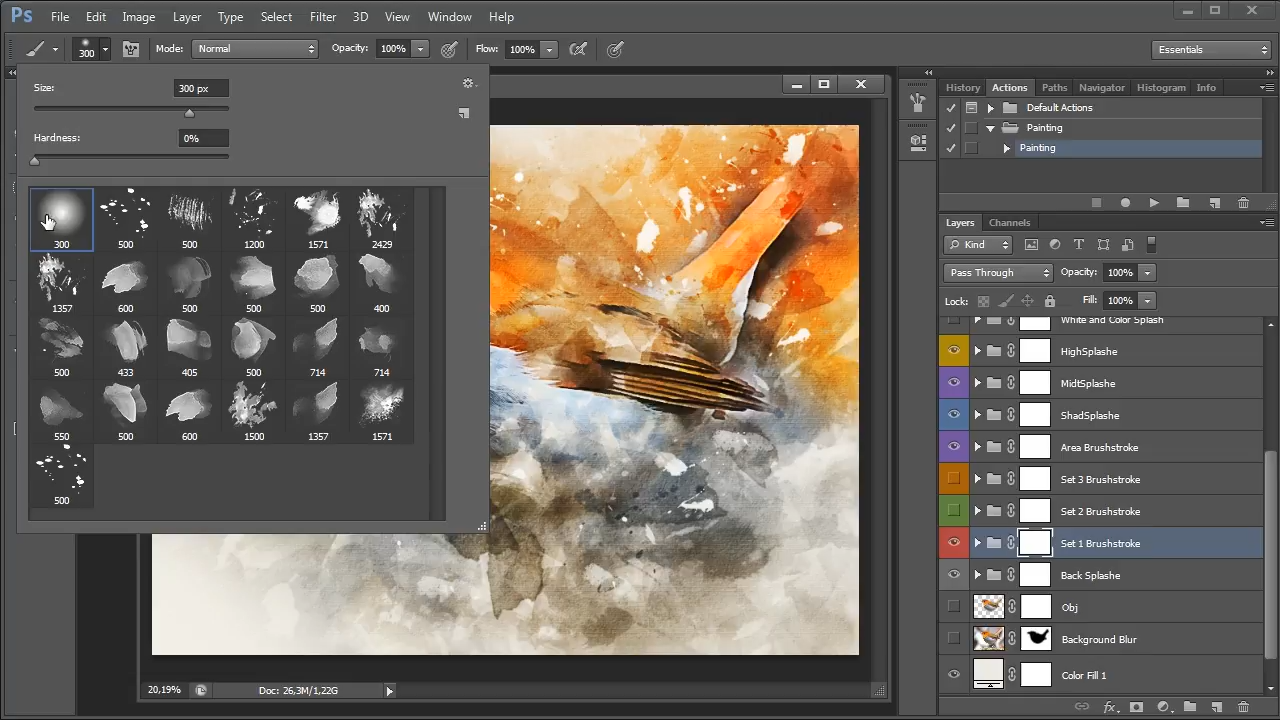 Ps File Edit Image Layer Type Select Filter 3D View Window Help
300 Mode: Normal Opacity: 100% Flow: 100% Essentials
Size: 300 px
Hardness: 0%
300 500 500 1200 1571 2429
1357 600 500 500 500 400
500 433 405 500 714 714
550 500 600 1500 1357 1571
500
20,19% Doc: 26,3M/1,22G
History Actions Paths Navigator Histogram Info
Default Actions
Painting
Painting
Layers Channels
Kind
Pass Through Opacity: 100%
Lock: Fill: 100%
White and Color Splash
HighSplashe
MidtSplashe
ShadSplashe
Area Brushstroke
Set 3 Brushstroke
Set 2 Brushstroke
Set 1 Brushstroke
Back Splashe
Obj
Background Blur
Color Fill 1
fx